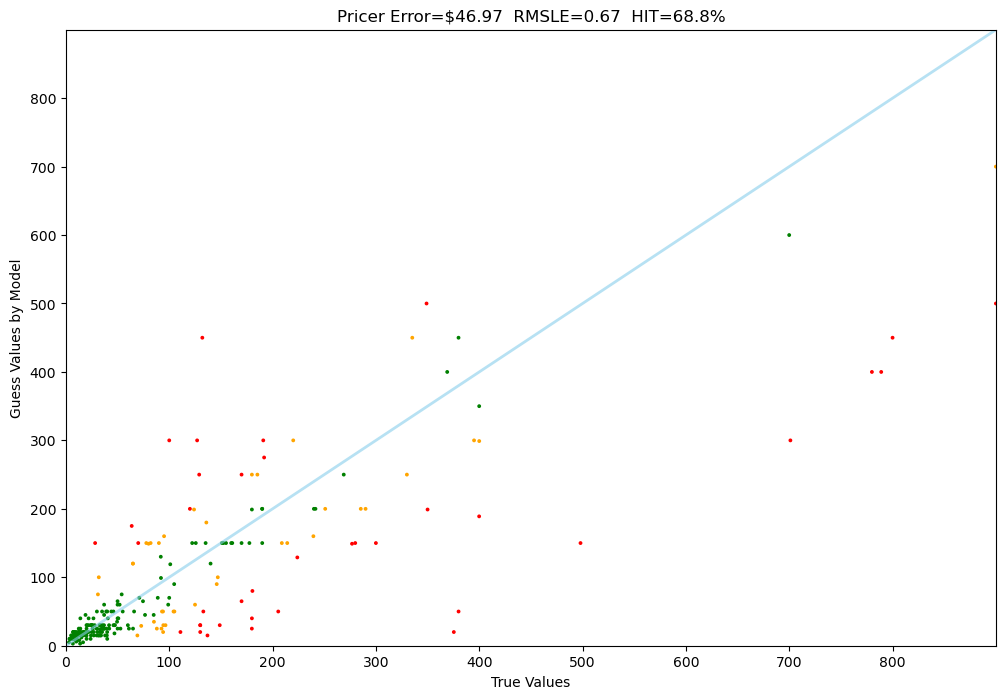 Pricer Error=$46.97 RMSLE=0.67 HIT=68.8%
Guess Values by Model
800
700
600
500
400
300
200
100
0
0 100 200 300 400 500 600 700 800
True Values